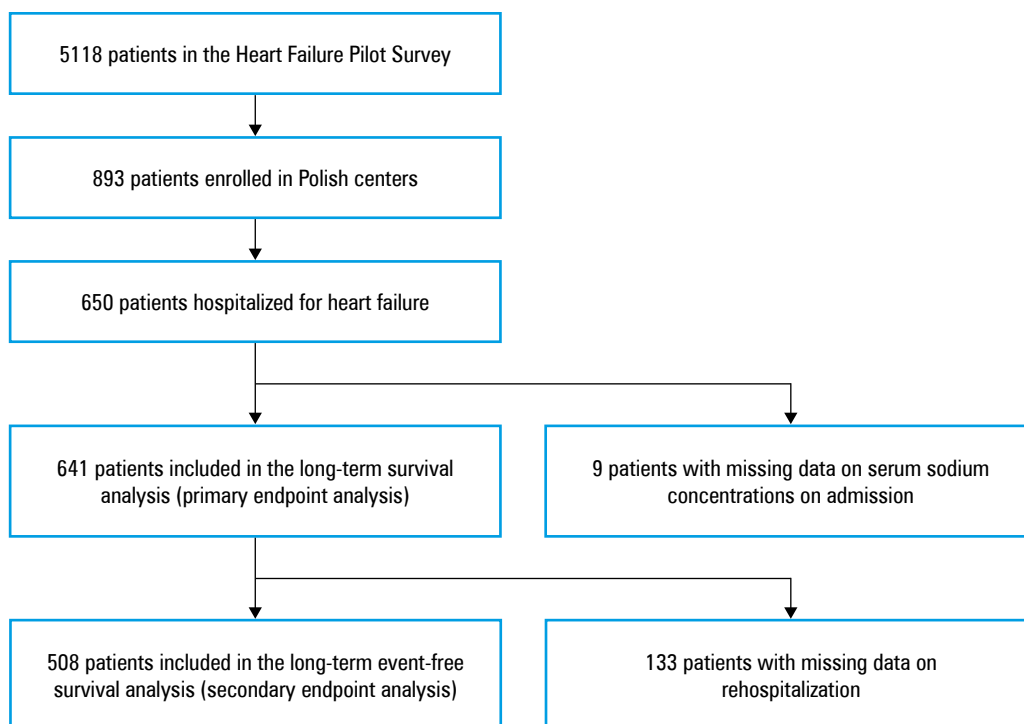 5118 patients in the Heart Failure Pilot Survey
893 patients enrolled in Polish centers
650 patients hospitalized for heart failure
641 patients included in the long-term survival
analysis (primary endpoint analysis)
9 patients with missing data on serum sodium
concentrations on admission
508 patients included in the long-term event-free
survival analysis (secondary endpoint analysis)
133 patients with missing data on
rehospitalization